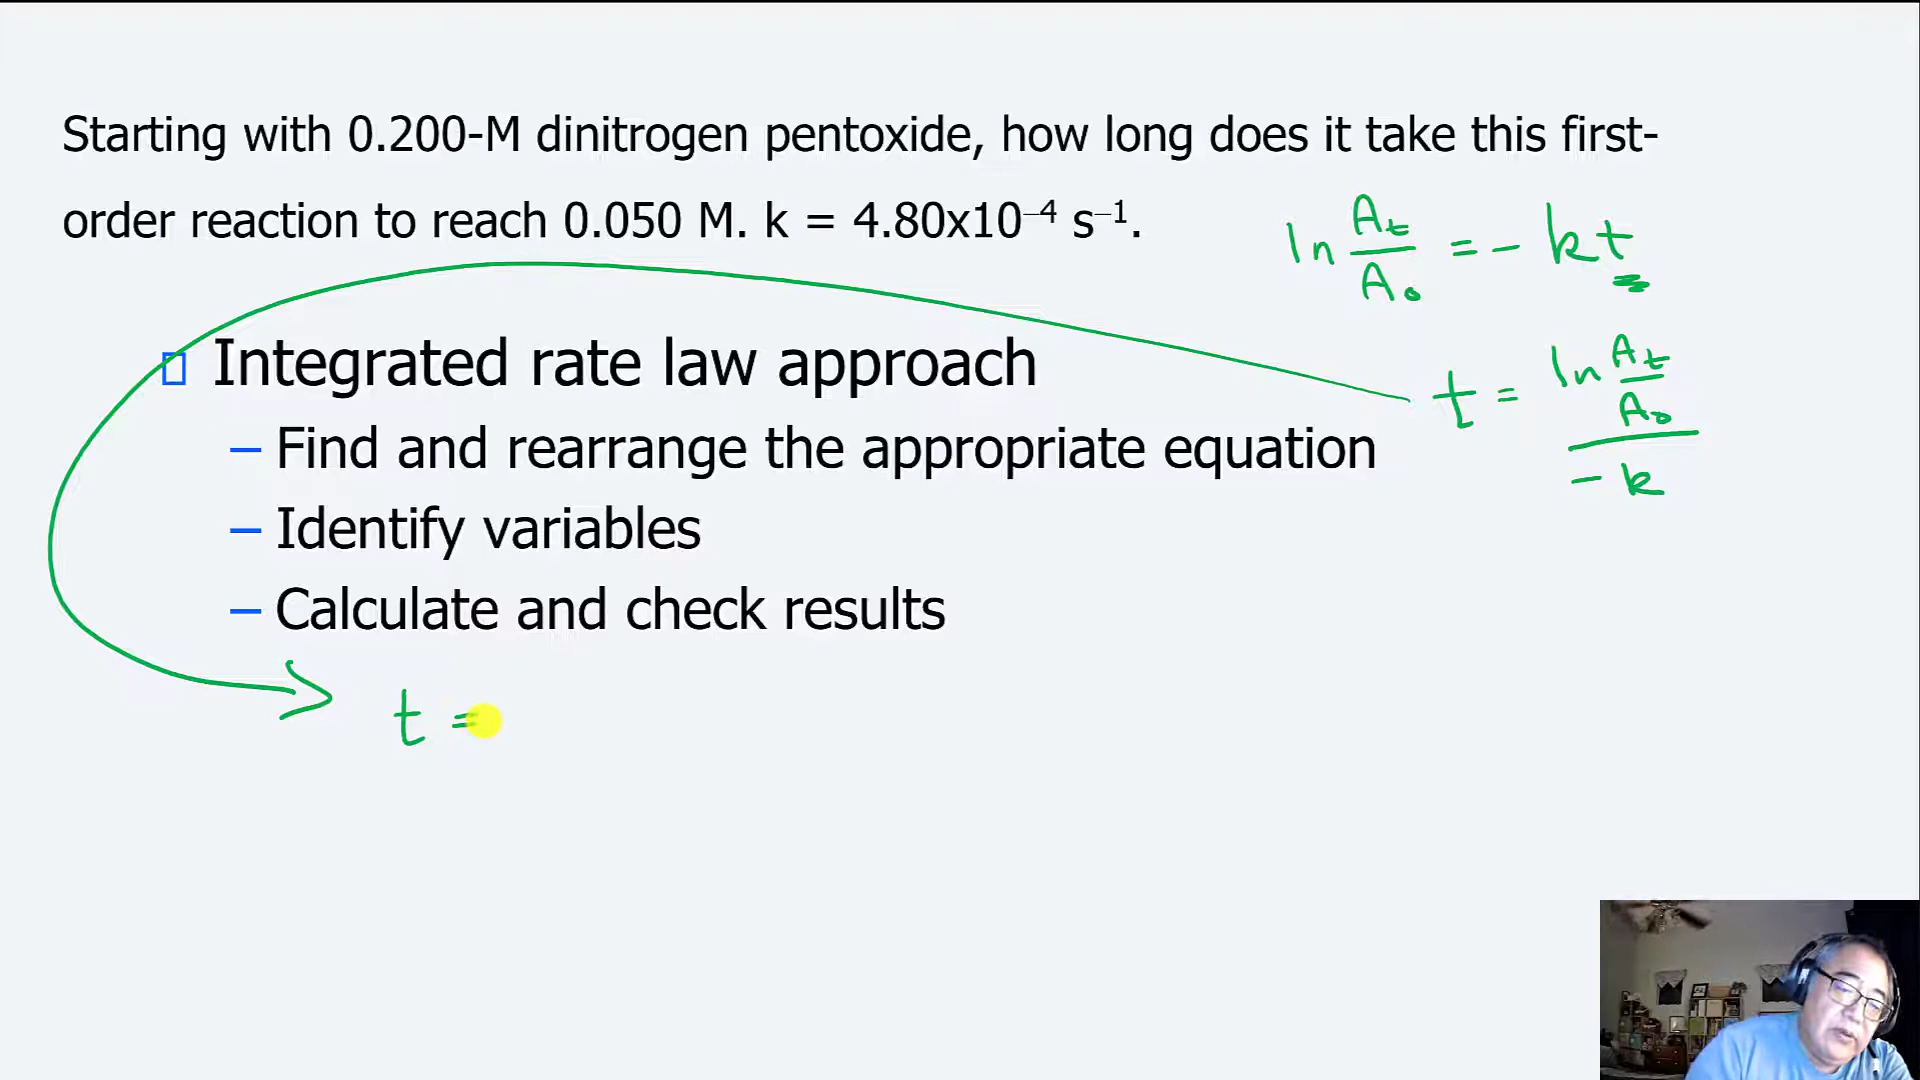 Starting with 0.200-M dinitrogen pentoxide, how long does it take this first-
order reaction to reach 0.050 M. k = 4.80x10⁻⁴ s⁻¹.
ln Aₜ/A₀ = - kt
Integrated rate law approach
t = ln Aₜ/A₀ / -k
– Find and rearrange the appropriate equation
– Identify variables
– Calculate and check results
t =